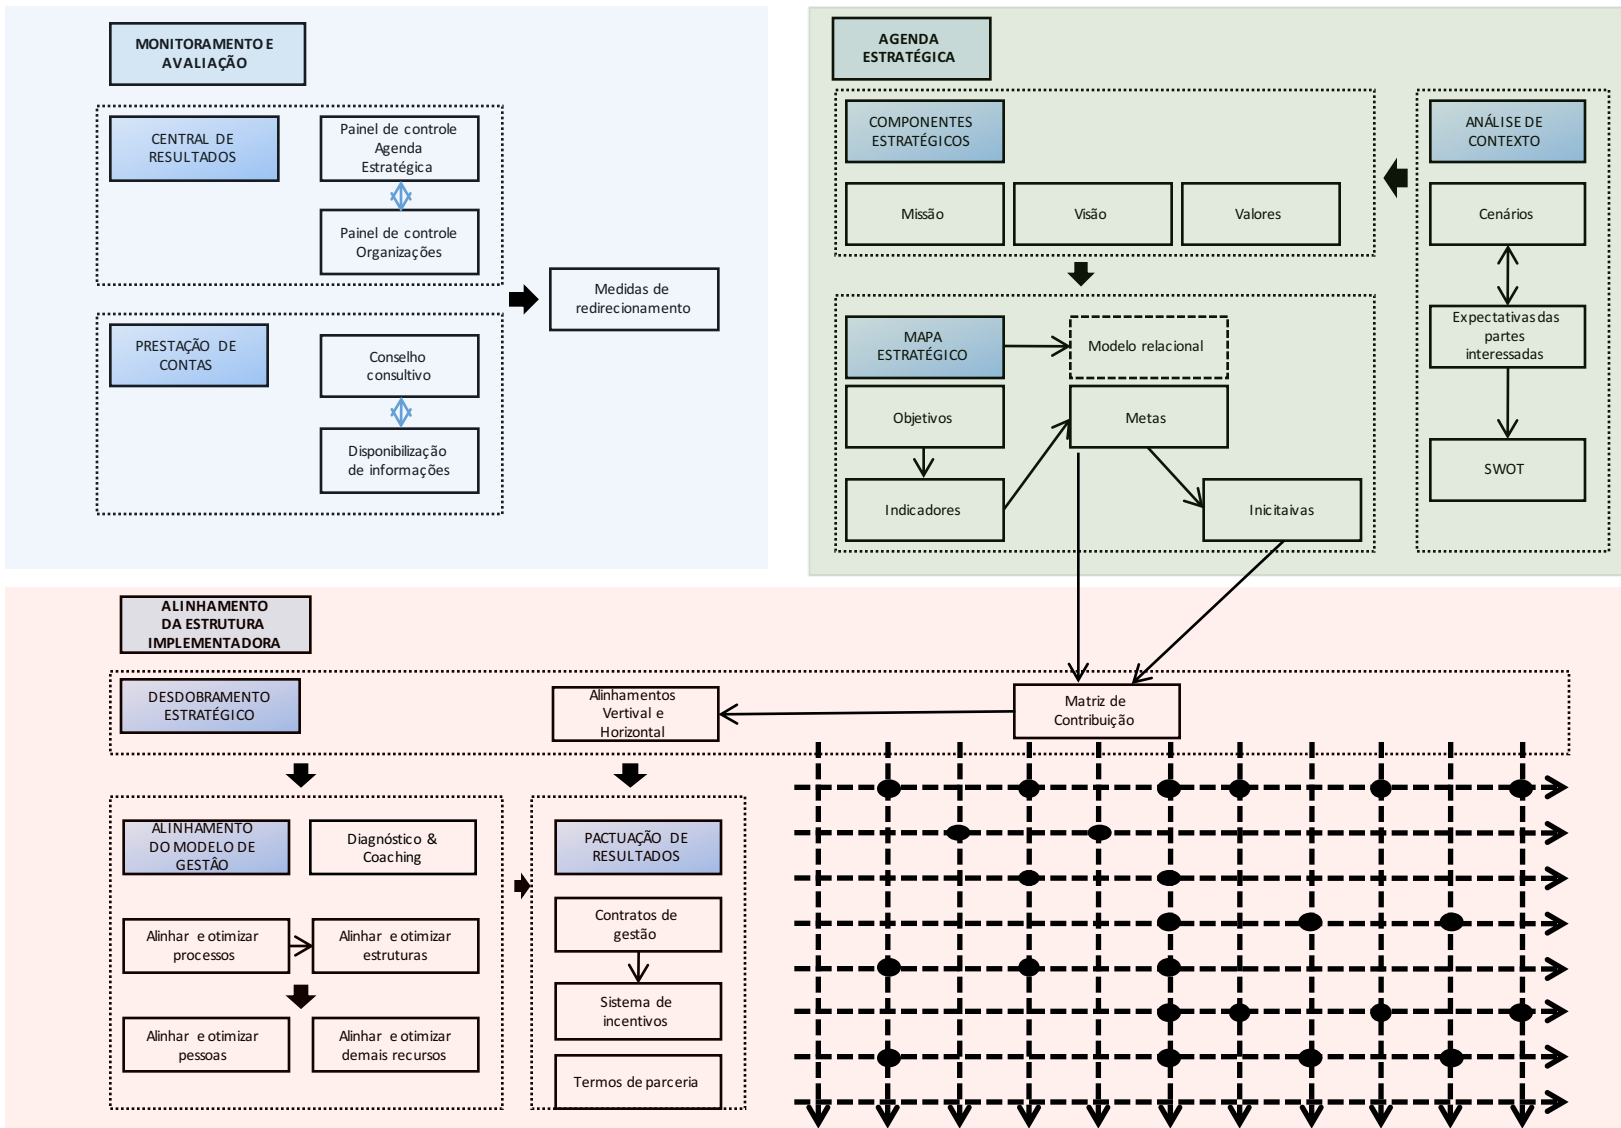 MONITORAMENTO E
AVALIAÇÃO
CENTRAL DE
RESULTADOS
Painel de controle
Agenda
Estratégica
Painel de controle
Organizações
PRESTAÇÃO DE
CONTAS
Conselho
consultivo
Disponibilização
de informações
Medidas de
redirecionamento
AGENDA
ESTRATÉGICA
COMPONENTES
ESTRATÉGICOS
Missão
Visão
Valores
ANÁLISE DE
CONTEXTO
Cenários
Expectativas das
partes
interessadas
SWOT
MAPA
ESTRATÉGICO
Modelo relacional
Objetivos
Metas
Indicadores
Inicitaivas
ALINHAMENTO
DA ESTRUTURA
IMPLEMENTADORA
DESDOBRAMENTO
ESTRATÉGICO
Alinhamentos
Vertival e
Horizontal
Matriz de
Contribuição
ALINHAMENTO
DO MODELO DE
GESTÂO
Diagnóstico &
Coaching
Alinhar e otimizar
processos
Alinhar e otimizar
estruturas
Alinhar e otimizar
pessoas
Alinhar e otimizar
demais recursos
PACTUAÇÃO DE
RESULTADOS
Contratos de
gestão
Sistema de
incentivos
Termos de parceria